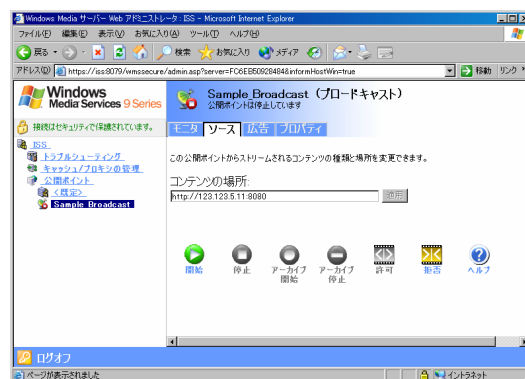 Windows Media サーバー Web アドミニストレータ : ISS - Microsoft Internet Explorer
ファイル(F) 編集(E) 表示(V) お気に入り(A) ツール(T) ヘルプ(H)
戻る 検索 お気に入り メディア
アドレス(D) https://iss:8079/wmssecure/admin.asp?server=FC6EB50928484&informHostWin=true 移動 リンク »
Windows
Media Services 9 Series
Sample Broadcast (ブロードキャスト)
公開ポイントは停止しています
接続はセキュリティで保護されています。
モニタ ソース 広告 プロパティ
ISS
トラブルシューティング
キャッシュ/プロキシの管理
公開ポイント
<既定>
Sample Broadcast
この公開ポイントからストリームされるコンテンツの種類と場所を変更できます。
コンテンツの場所:
http://123.123.5.11:8080 適用
開始 停止 アーカイブ開始 アーカイブ停止 許可 拒否 ヘルプ
ログオフ
ページが表示されました イントラネット